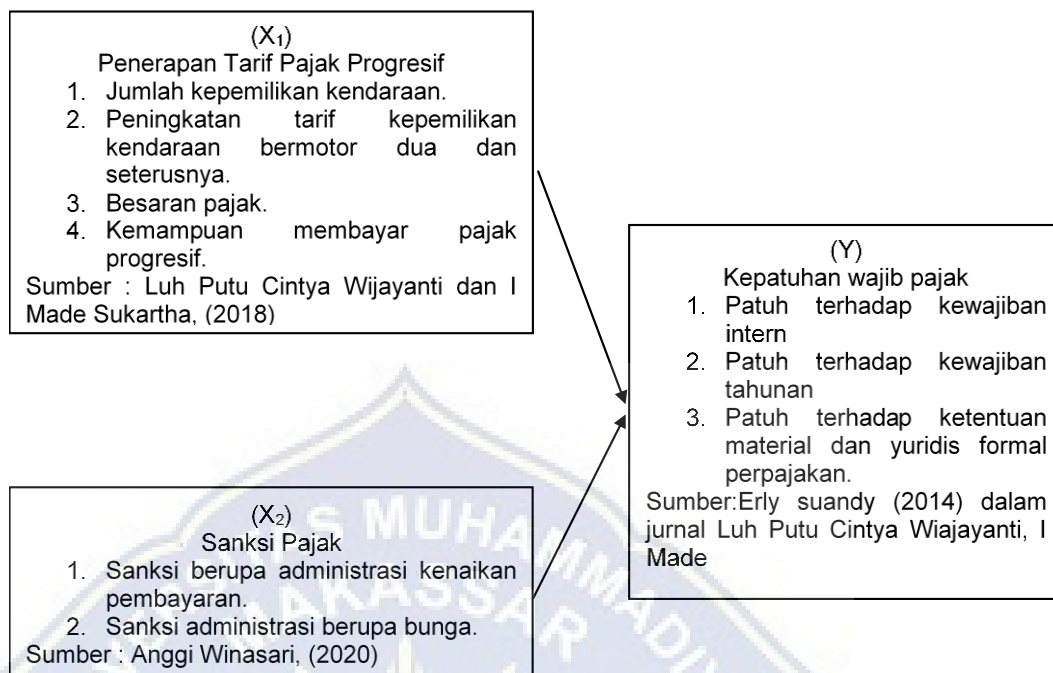 (X₁)
Penerapan Tarif Pajak Progresif
1. Jumlah kepemilikan kendaraan.
2. Peningkatan tarif kepemilikan
kendaraan bermotor dua dan
seterusnya.
3. Besaran pajak.
4. Kemampuan membayar pajak
progresif.
Sumber : Luh Putu Cintya Wijayanti dan I
Made Sukartha, (2018)
(X₂)
Sanksi Pajak
1. Sanksi berupa administrasi kenaikan
pembayaran.
2. Sanksi administrasi berupa bunga.
Sumber : Anggi Winasari, (2020)
(Y)
Kepatuhan wajib pajak
1. Patuh terhadap kewajiban
intern
2. Patuh terhadap kewajiban
tahunan
3. Patuh terhadap ketentuan
material dan yuridis formal
perpajakan.
Sumber:Erly suandy (2014) dalam
jurnal Luh Putu Cintya Wiajayanti, I
Made
MUHAMMADI
MAKASSAR